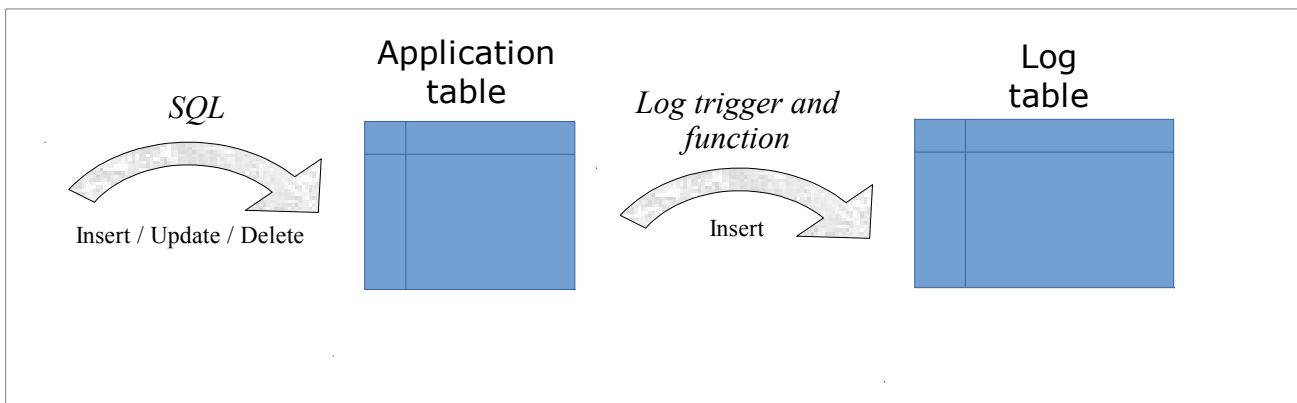 SQL
Insert / Update / Delete
Application
table
Log trigger and
function
Insert
Log
table